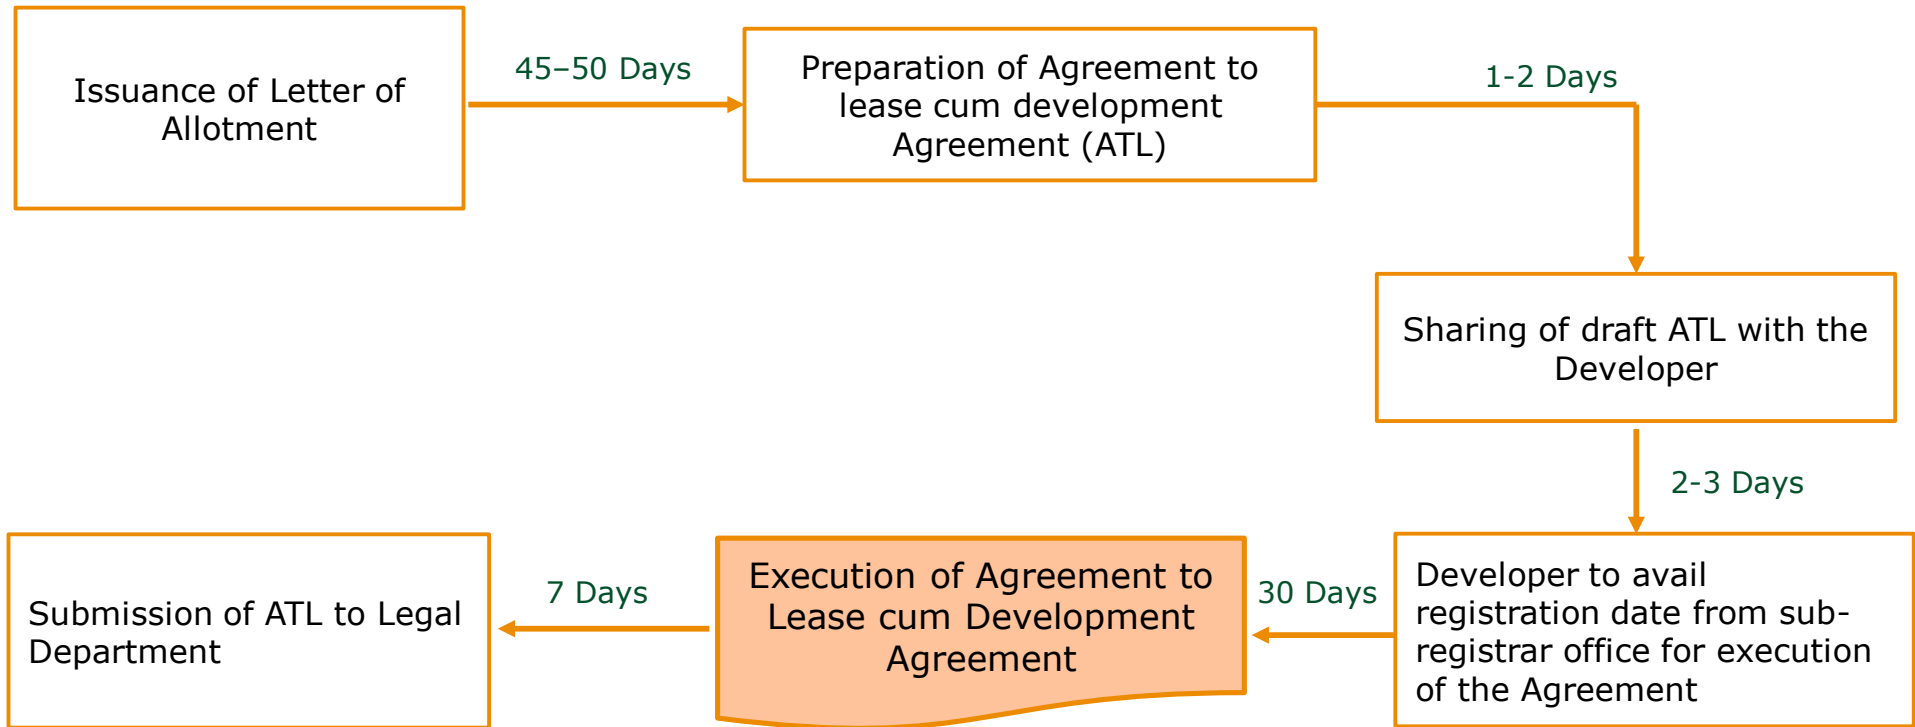 Issuance of Letter of
Allotment
45–50 Days
Preparation of Agreement to
lease cum development
Agreement (ATL)
1-2 Days
Sharing of draft ATL with the
Developer
2-3 Days
Developer to avail
registration date from sub-
registrar office for execution
of the Agreement
30 Days
Execution of Agreement to
Lease cum Development
Agreement
7 Days
Submission of ATL to Legal
Department